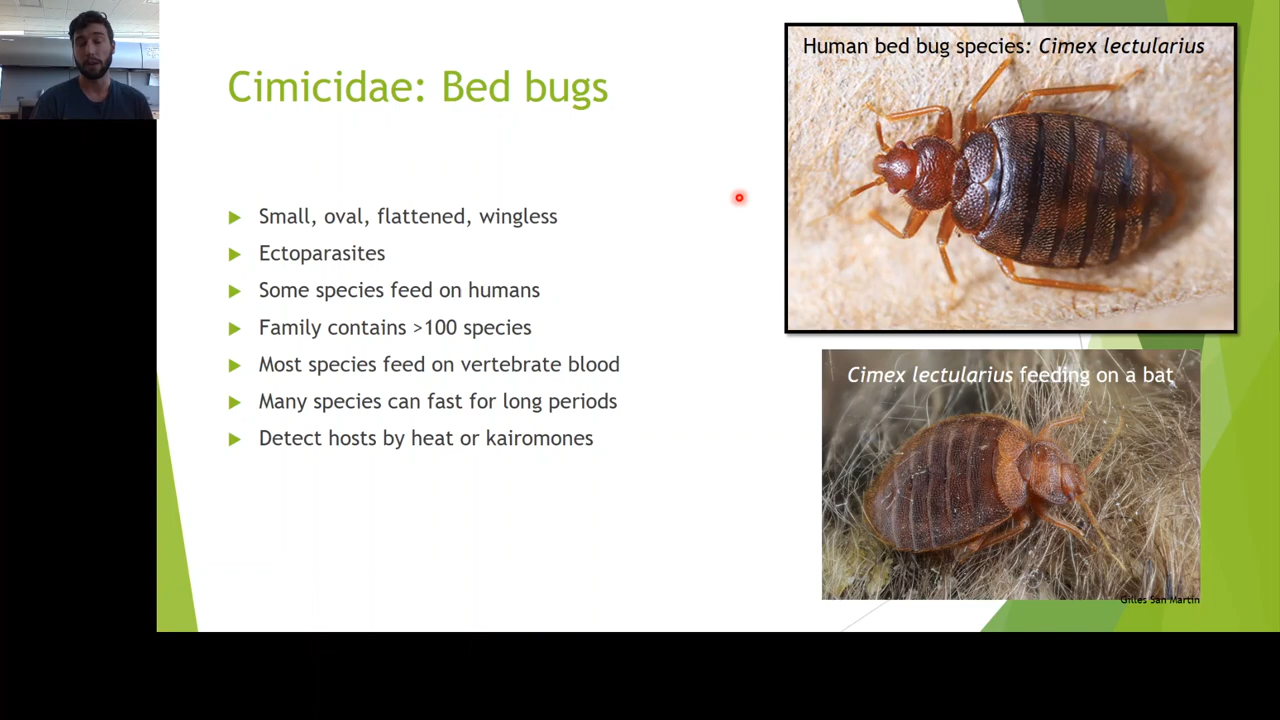 Cimicidae: Bed bugs
Small, oval, flattened, wingless
Ectoparasites
Some species feed on humans
Family contains >100 species
Most species feed on vertebrate blood
Many species can fast for long periods
Detect hosts by heat or kairomones
Human bed bug species: Cimex lectularius
Cimex lectularius feeding on a bat
Gilles San Martin